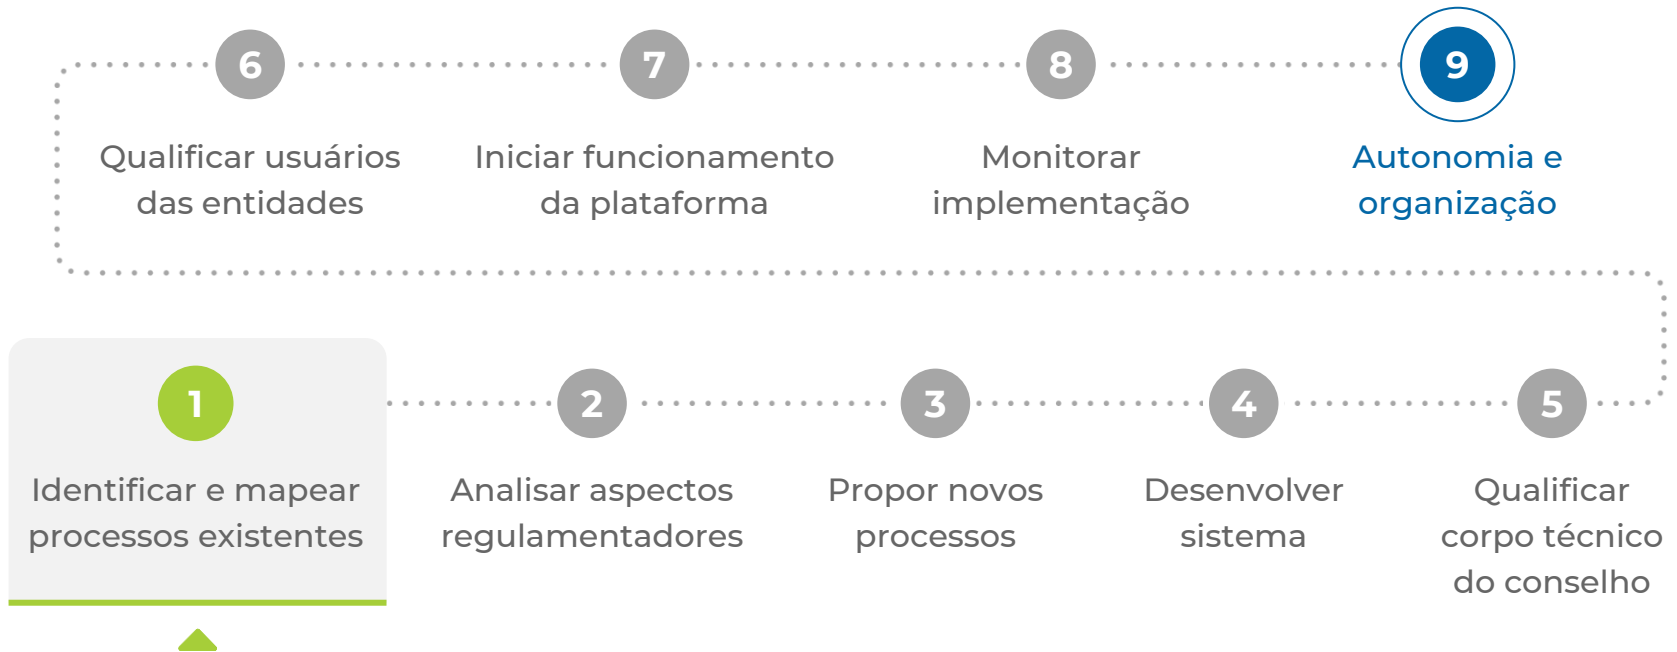 6
Qualificar usuários
das entidades
7
Iniciar funcionamento
da plataforma
8
Monitorar
implementação
9
Autonomia e
organização
1
Identificar e mapear
processos existentes
2
Analisar aspectos
regulamentadores
3
Propor novos
processos
4
Desenvolver
sistema
5
Qualificar
corpo técnico
do conselho